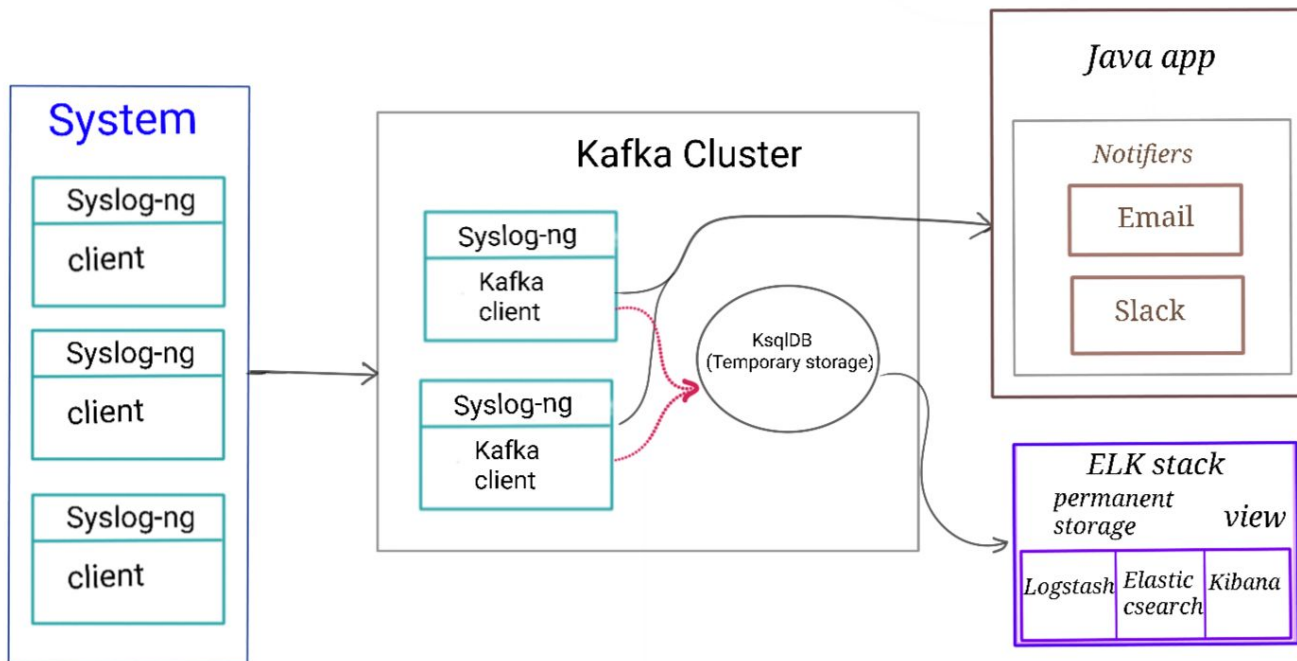 System
Syslog-ng
client
Syslog-ng
client
Syslog-ng
client
Kafka Cluster
Syslog-ng
Kafka
client
Syslog-ng
Kafka
client
KsqlDB
(Temporary storage)
Java app
Notifiers
Email
Slack
ELK stack
permanent
storage
view
Logstash
Elastic
csearch
Kibana